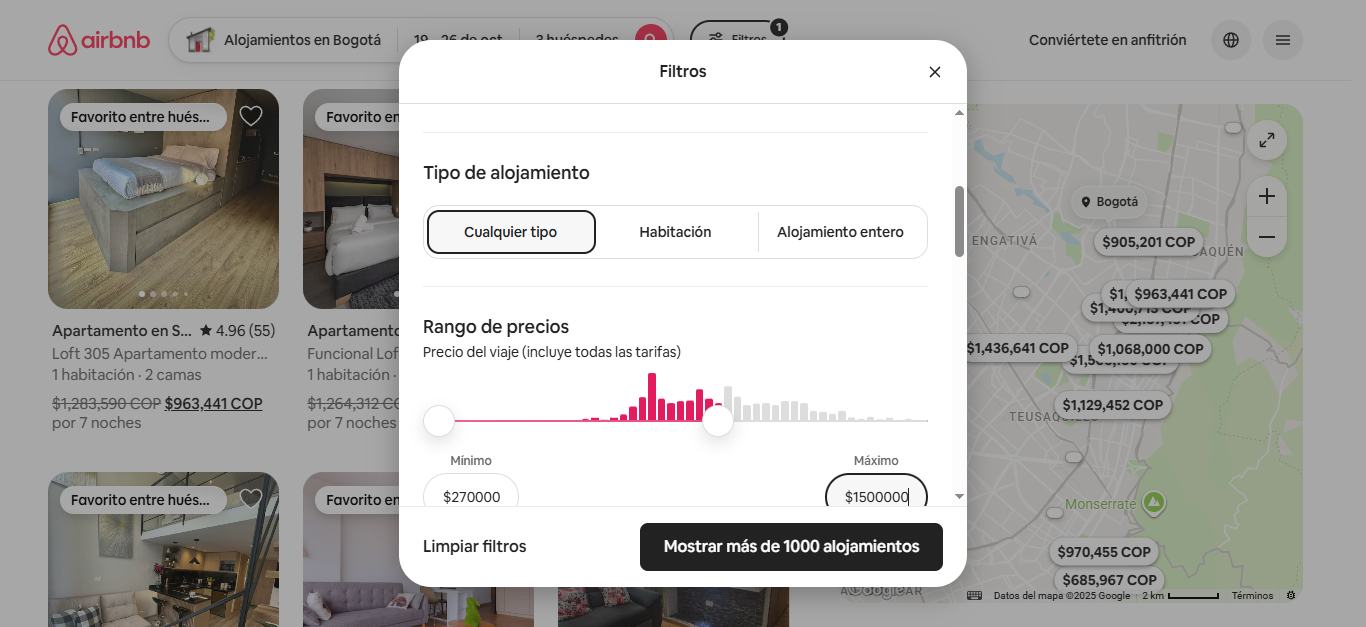 airbnb
Alojamientos en Bogotá
19 – 26 de oct.
3 huéspedes
Filtros
1
Conviértete en anfitrión
Favorito entre hués...
Apartamento en S... 4.96 (55)
Loft 305 Apartamento moder...
1 habitación · 2 camas
$1,283,590 COP $963,441 COP
por 7 noches
Favorito en
Apartamento
Funcional Lof
1 habitación ·
$1,264,312 CO
por 7 noches
Favorito entre hués...
Favorito en
Filtros
Tipo de alojamiento
Cualquier tipo
Habitación
Alojamiento entero
Rango de precios
Precio del viaje (incluye todas las tarifas)
Mínimo
Máximo
$270000
$1500000
Limpiar filtros
Mostrar más de 1000 alojamientos
Bogotá
ENGATIVÁ
$905,201 COP
AQUÉN
$1,
$963,441 COP
$1,436,641 COP
$1,068,000 COP
$1,129,452 COP
TEUSAQUILLO
Monserrate
$970,455 COP
$685,967 COP
Google
AR
Datos del mapa ©2025 Google
2 km
Términos